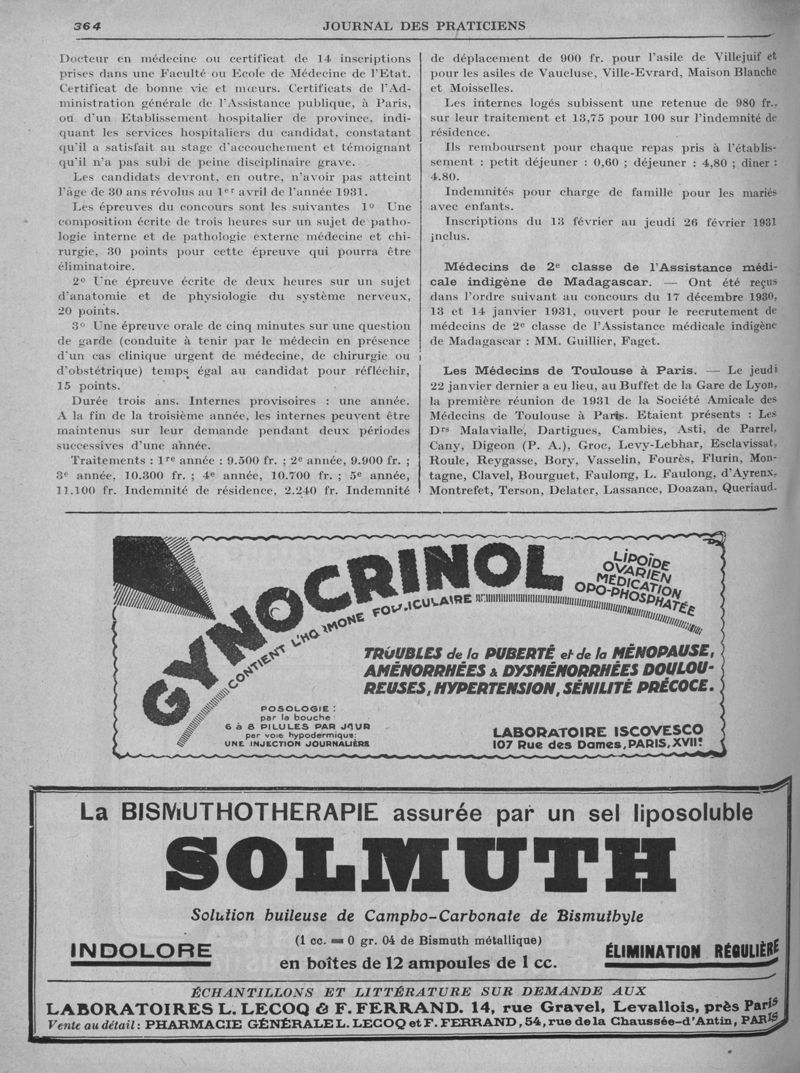 364
JOURNAL DES PRATICIENS
Docteur en médecine ou certificat de 14 inscriptions
prises dans une Faculté ou Ecole de Médecine de l'Etat.
Certificat de bonne vie et mœurs. Certificats de l'Ad-
ministration générale de l'Assistance publique, à Paris,
ou d'un Etablissement hospitalier de province, indi-
quant les services hospitaliers du candidat, constatant
qu'il a satisfait au stage d'accouchement et témoignant
qu'il n'a pas subi de peine disciplinaire grave.
Les candidats devront, en outre, n'avoir pas atteint
l'âge de 30 ans révolus au 1er avril de l'année 1931.
Les épreuves du concours sont les suivantes 1º Une
composition écrite de trois heures sur un sujet de patho-
logie interne et de pathologie externe médecine et chi-
rurgie, 30 points pour cette épreuve qui pourra être
éliminatoire.
2º Une épreuve écrite de deux heures sur un sujet
d'anatomie et de physiologie du système nerveux,
20 points.
3º Une épreuve orale de cinq minutes sur une question
de garde (conduite à tenir par le médecin en présence
d'un cas clinique urgent de médecine, de chirurgie ou
d'obstétrique) temps égal au candidat pour réfléchir,
15 points.
Durée trois ans. Internes provisoires : une année.
A la fin de la troisième année, les internes peuvent être
maintenus sur leur demande pendant deux périodes
successives d'une année.
Traitements : 1re année : 9.500 fr. ; 2e année, 9.900 fr. ;
3e année, 10.300 fr. ; 4e année, 10.700 fr. ; 5e année,
11.100 fr. Indemnité de résidence, 2.240 fr. Indemnité
de déplacement de 900 fr. pour l'asile de Villejuif et
pour les asiles de Vaucluse, Ville-Evrard, Maison Blanche
et Moisselles.
Les internes logés subissent une retenue de 980 fr.,
sur leur traitement et 13,75 pour 100 sur l'indemnité de
résidence.
Ils remboursent pour chaque repas pris à l'établis-
sement : petit déjeuner : 0,60 ; déjeuner : 4,80 ; dîner :
4.80.
Indemnités pour charge de famille pour les mariés
avec enfants.
Inscriptions du 13 février au jeudi 26 février 1931
inclus.
Médecins de 2e classe de l'Assistance médi-
cale indigène de Madagascar. — Ont été reçus
dans l'ordre suivant au concours du 17 décembre 1930,
13 et 14 janvier 1931, ouvert pour le recrutement de
médecins de 2e classe de l'Assistance médicale indigène
de Madagascar : MM. Guillier, Faget.
Les Médecins de Toulouse à Paris. — Le jeudi
22 janvier dernier a eu lieu, au Buffet de la Gare de Lyon,
la première réunion de 1931 de la Société Amicale des
Médecins de Toulouse à Paris. Etaient présents : Les
Drs Malavialle, Dartigues, Cambies, Asti, de Parrel,
Cany, Digeon (P. A.), Groc, Levy-Lebhar, Esclavissat,
Roule, Reygasse, Bory, Vasselin, Fourès, Flurin, Mon-
tagne, Clavel, Bourguet, Faulong, L. Faulong, d'Ayrenx,
Montrefet, Terson, Delater, Lassance, Doazan, Queriaud.
GYNOCRINOL
LIPOÏDE
OVARIEN
MÉDICATION
OPO-PHOSPHATÉE
CONTIENT L'HORMONE FOLLICULAIRE
TROUBLES de la PUBERTÉ et de la MÉNOPAUSE,
AMÉNORRHÉES & DYSMÉNORRHÉES DOULOU-
REUSES, HYPERTENSION, SÉNILITÉ PRÉCOCE.
POSOLOGIE :
par la bouche :
6 à 8 PILULES PAR JOUR
par voie hypodermique:
UNE INJECTION JOURNALIÈRE
LABORATOIRE ISCOVESCO
107 Rue des Dames, PARIS, XVIIe
La BISMUTHOTHERAPIE assurée par un sel liposoluble
SOLMUTH
Solution huileuse de Campho-Carbonate de Bismuthyle
(1 cc. = 0 gr. 04 de Bismuth métallique)
INDOLORE
en boîtes de 12 ampoules de 1 cc.
ÉLIMINATION RÉGULIÈRE
ÉCHANTILLONS ET LITTÉRATURE SUR DEMANDE AUX
LABORATOIRES L. LECOQ & F. FERRAND. 14, rue Gravel, Levallois, près Paris
Vente au détail : PHARMACIE GÉNÉRALE L. LECOQ et F. FERRAND, 54, rue de la Chaussée-d'Antin, PARIS